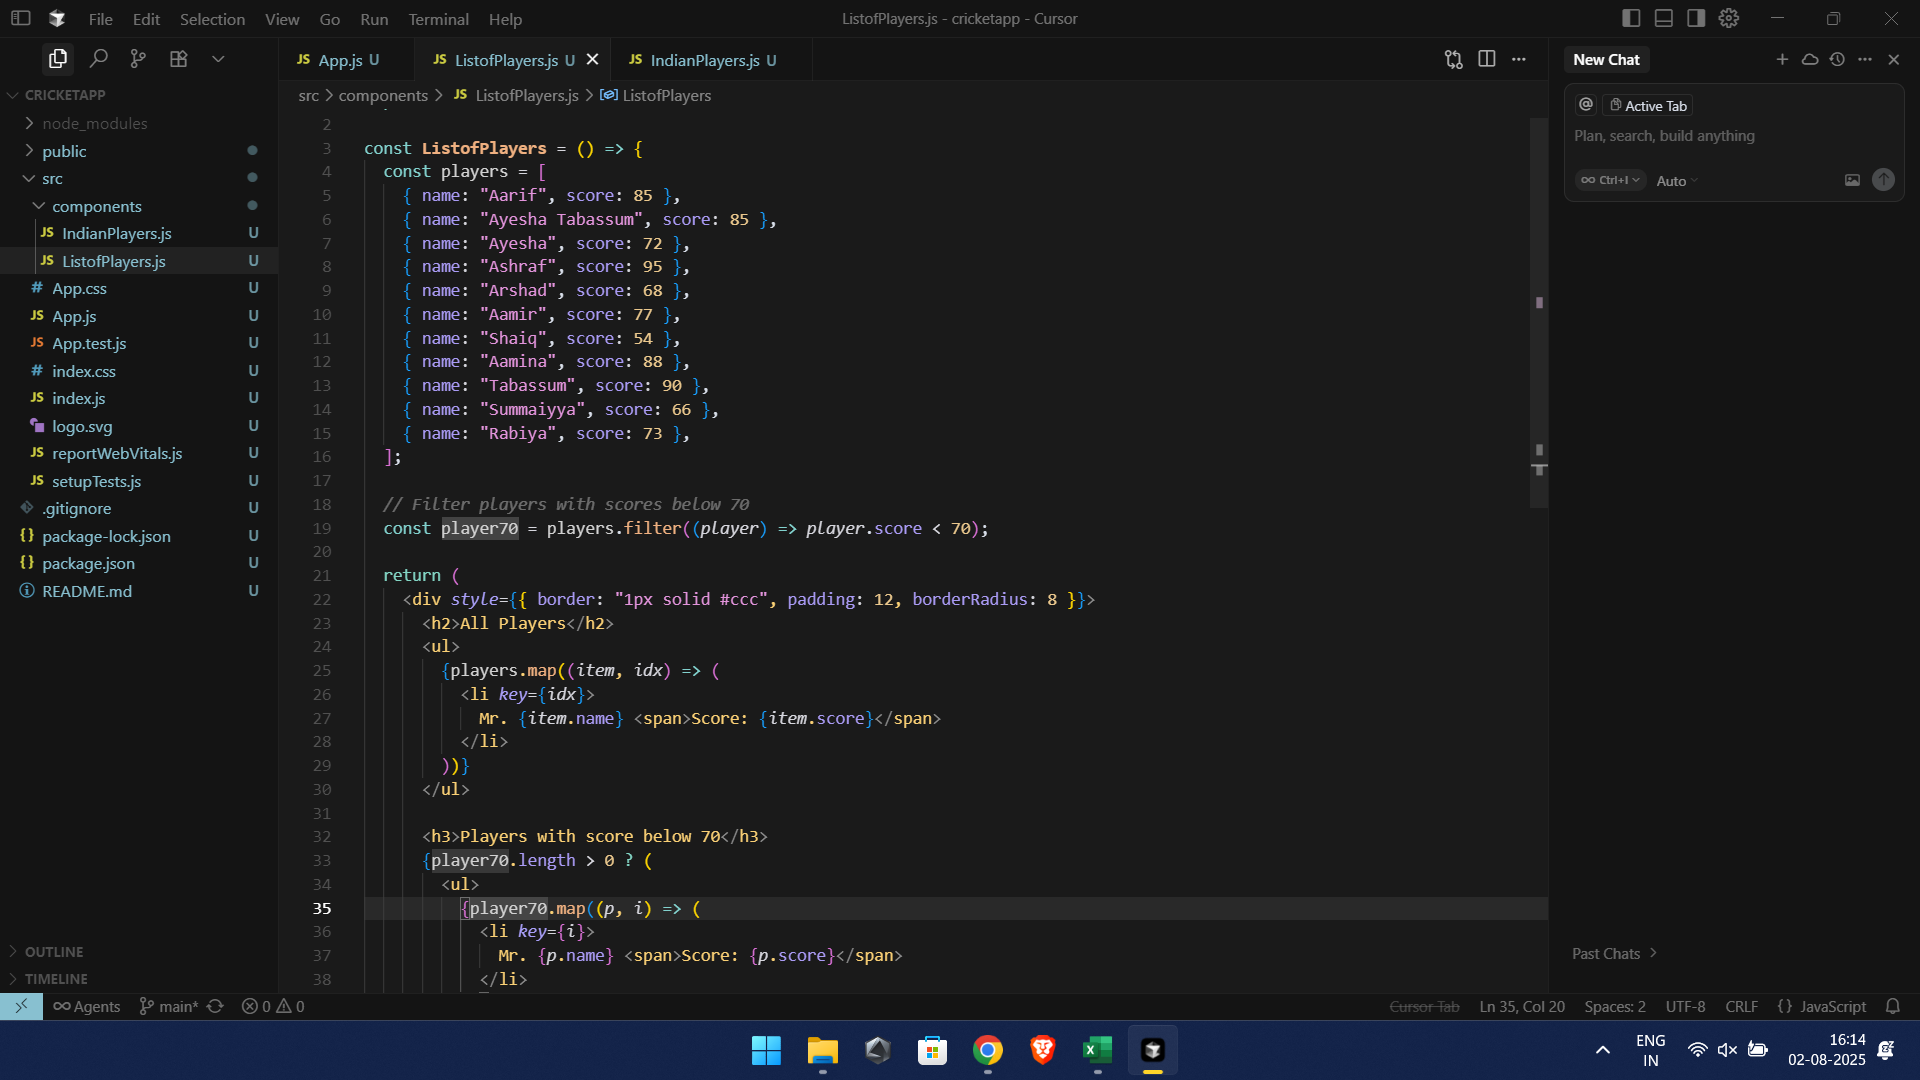 File Edit Selection View Go Run Terminal Help
ListofPlayers.js - cricketapp - Cursor
CRICKETAPP
node_modules
public
src
components
JS IndianPlayers.js U
JS ListofPlayers.js U
# App.css U
JS App.js U
JS App.test.js U
# index.css U
JS index.js U
logo.svg U
JS reportWebVitals.js U
JS setupTests.js U
.gitignore U
{} package-lock.json U
{} package.json U
README.md U
OUTLINE
TIMELINE
JS App.js U
JS ListofPlayers.js U
JS IndianPlayers.js U
src > components > JS ListofPlayers.js > ListofPlayers
2
3 const ListofPlayers = () => {
4 const players = [
5 { name: "Aarif", score: 85 },
6 { name: "Ayesha Tabassum", score: 85 },
7 { name: "Ayesha", score: 72 },
8 { name: "Ashraf", score: 95 },
9 { name: "Arshad", score: 68 },
10 { name: "Aamir", score: 77 },
11 { name: "Shaiq", score: 54 },
12 { name: "Aamina", score: 88 },
13 { name: "Tabassum", score: 90 },
14 { name: "Summaiyya", score: 66 },
15 { name: "Rabiya", score: 73 },
16 ];
17
18 // Filter players with scores below 70
19 const player70 = players.filter((player) => player.score < 70);
20
21 return (
22 <div style={{ border: "1px solid #ccc", padding: 12, borderRadius: 8 }}>
23 <h2>All Players</h2>
24 <ul>
25 {players.map((item, idx) => (
26 <li key={idx}>
27 Mr. {item.name} <span>Score: {item.score}</span>
28 </li>
29 ))}
30 </ul>
31
32 <h3>Players with score below 70</h3>
33 {player70.length > 0 ? (
34 <ul>
35 {player70.map((p, i) => (
36 <li key={i}>
37 Mr. {p.name} <span>Score: {p.score}</span>
38 </li>
New Chat
@ Active Tab
Plan, search, build anything
∞ Ctrl+I Auto
Past Chats >
∞ Agents main* 0 0
Cursor Tab Ln 35, Col 20 Spaces: 2 UTF-8 CRLF {} JavaScript
ENG
IN
16:14
02-08-2025